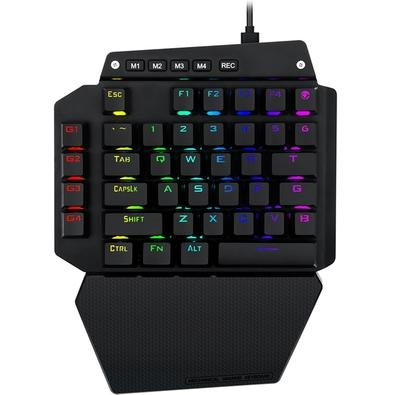 M1 M2 M3 M4 REC
Esc F1 F2 F3 F4
G1 ` ~ 1 2 3 4 5
G2 Tab Q W E R T
G3 CapsLk A S D F G
G4 Shift Z X C V B
Ctrl Fn Alt